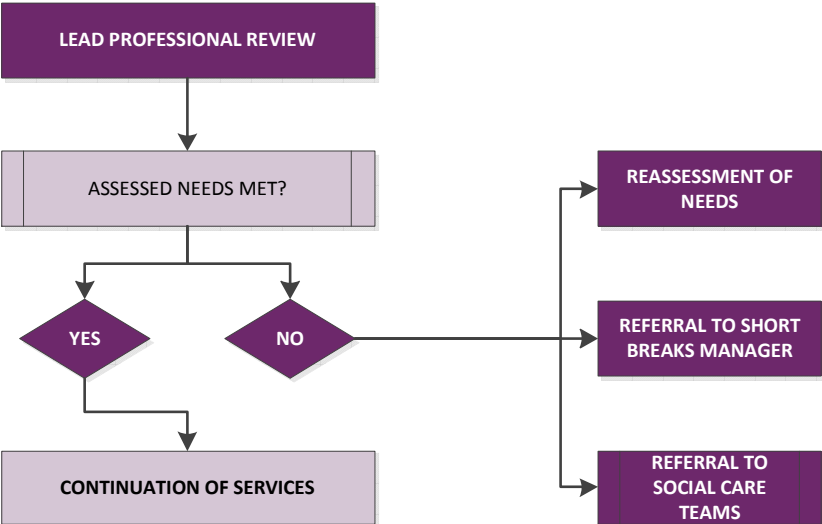 LEAD PROFESSIONAL REVIEW
ASSESSED NEEDS MET?
YES
NO
CONTINUATION OF SERVICES
REASSESSMENT OF
NEEDS
REFERRAL TO SHORT
BREAKS MANAGER
REFERRAL TO
SOCIAL CARE
TEAMS